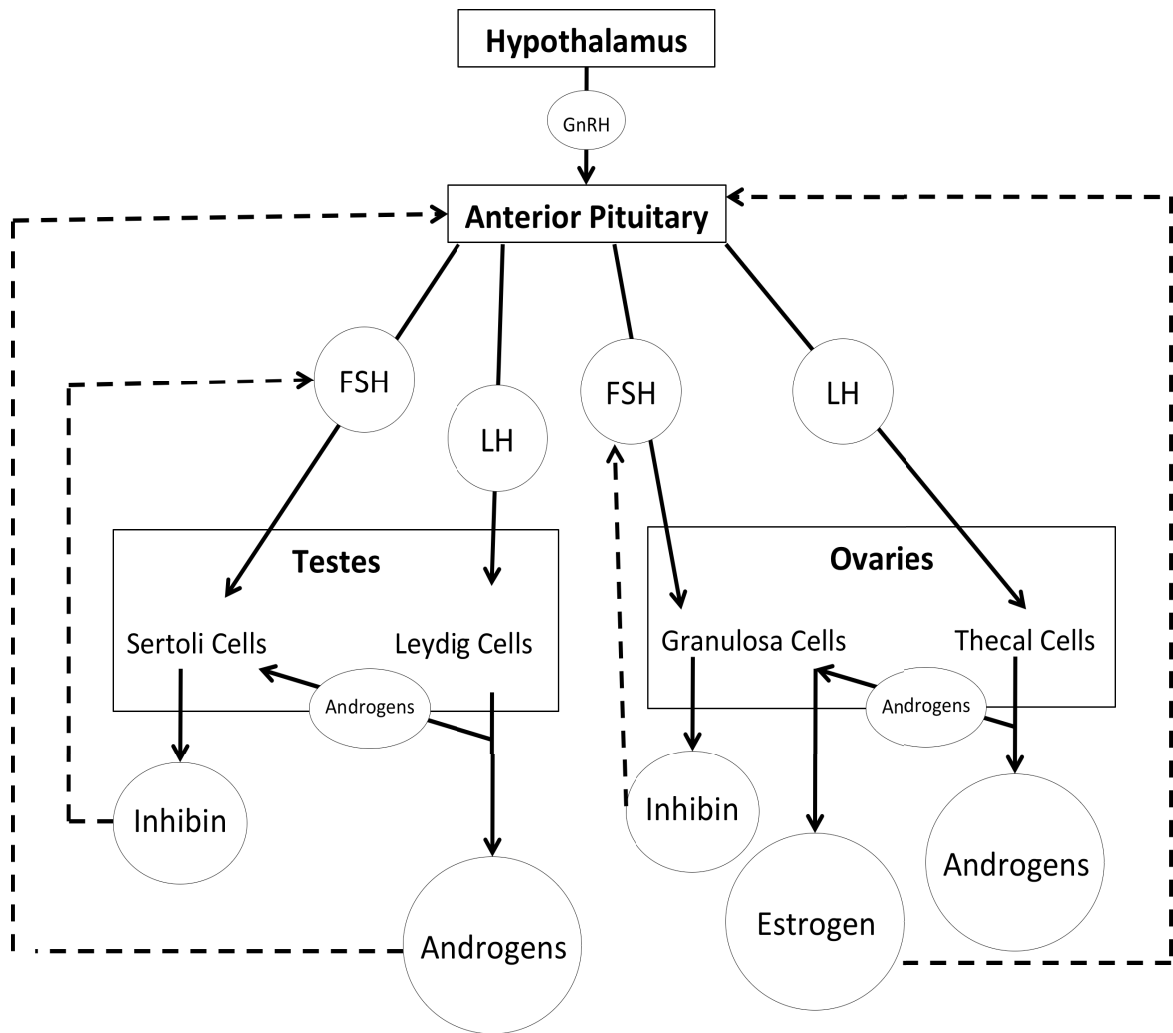 Hypothalamus
GnRH
Anterior Pituitary
FSH
LH
FSH
LH
Testes
Sertoli Cells
Leydig Cells
Androgens
Inhibin
Androgens
Ovaries
Granulosa Cells
Thecal Cells
Androgens
Inhibin
Estrogen
Androgens